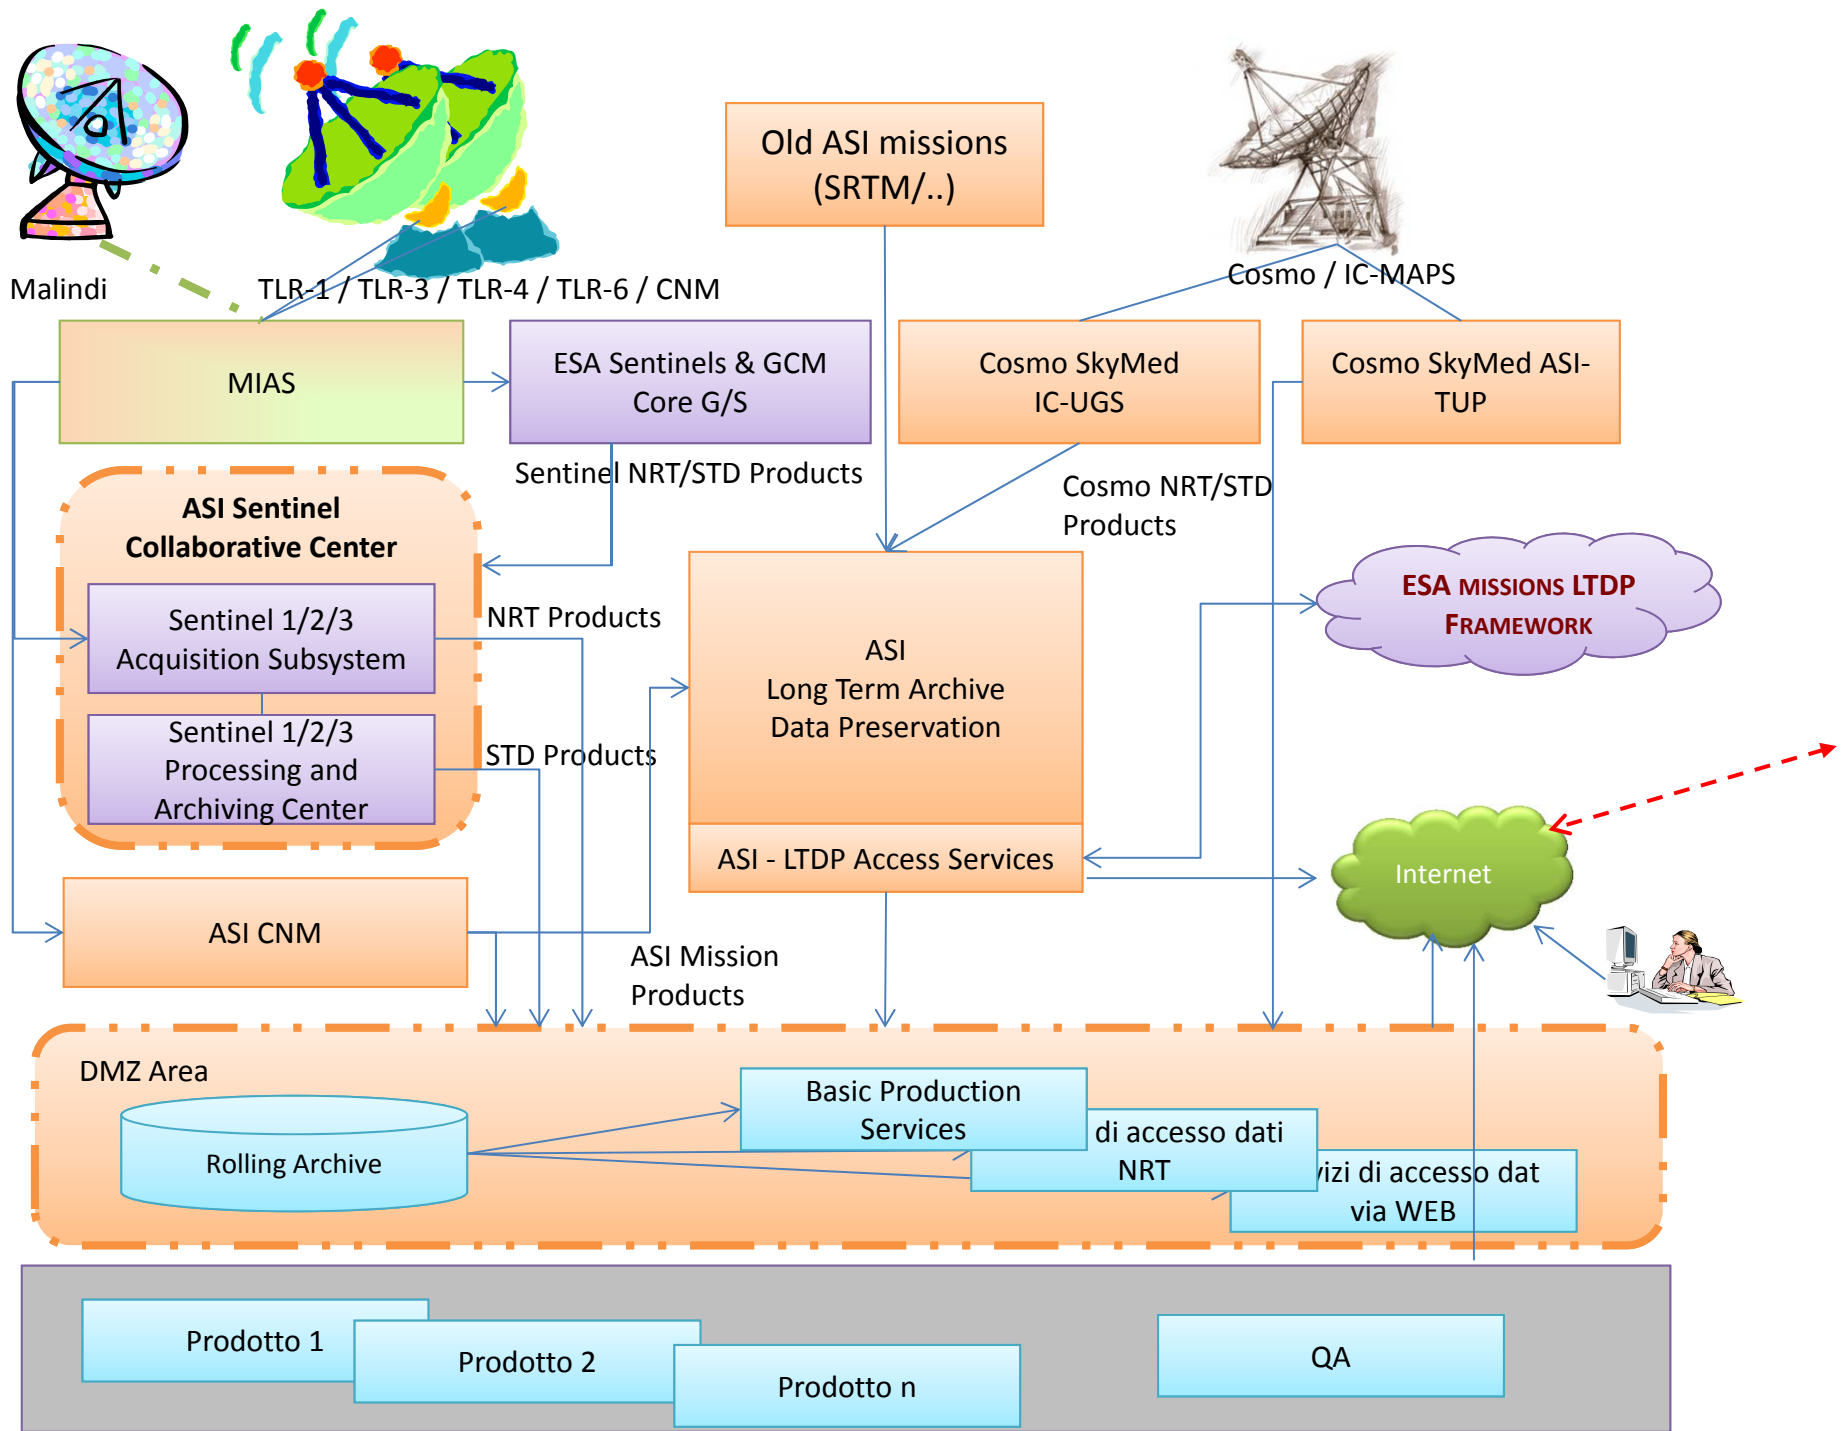 Old ASI missions
(SRTM/..)
Malindi
TLR-1 / TLR-3 / TLR-4 / TLR-6 / CNM
Cosmo / IC-MAPS
MIAS
ESA Sentinels & GCM
Core G/S
Cosmo SkyMed
IC-UGS
Cosmo SkyMed ASI-
TUP
Sentinel NRT/STD Products
Cosmo NRT/STD
Products
ASI Sentinel
Collaborative Center
Sentinel 1/2/3
Acquisition Subsystem
NRT Products
Sentinel 1/2/3
Processing and
Archiving Center
STD Products
ASI
Long Term Archive
Data Preservation
ASI - LTDP Access Services
ESA MISSIONS LTDP
FRAMEWORK
Internet
ASI CNM
ASI Mission
Products
DMZ Area
Rolling Archive
Basic Production
Services
di accesso dati
NRT
vizi di accesso dat
via WEB
Prodotto 1
Prodotto 2
Prodotto n
QA